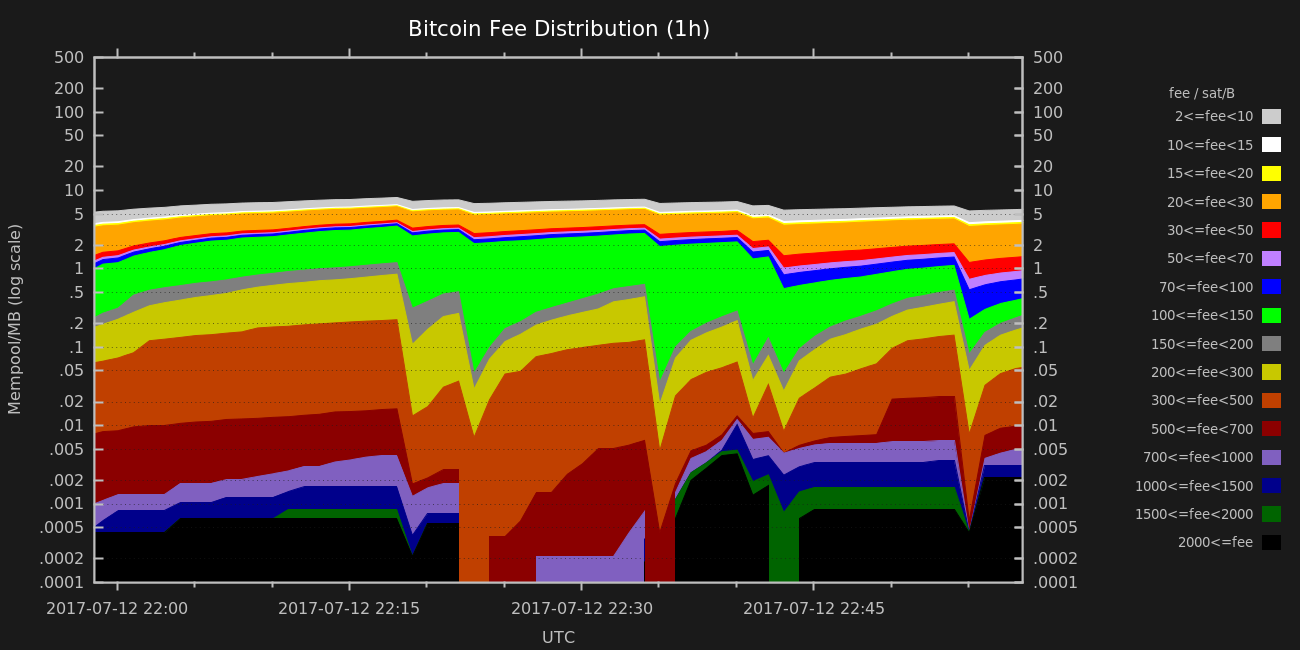 Bitcoin Fee Distribution (1h)
500 500
200 200
100 100
50 50
20 20
10 10
5 5
2 2
1 1
.5 .5
.2 .2
.1 .1
.05 .05
.02 .02
.01 .01
.005 .005
.002 .002
.001 .001
.0005 .0005
.0002 .0002
.0001 .0001
Mempool/MB (log scale)
2017-07-12 22:00 2017-07-12 22:15 2017-07-12 22:30 2017-07-12 22:45
UTC
fee / sat/B
2<=fee<10
10<=fee<15
15<=fee<20
20<=fee<30
30<=fee<50
50<=fee<70
70<=fee<100
100<=fee<150
150<=fee<200
200<=fee<300
300<=fee<500
500<=fee<700
700<=fee<1000
1000<=fee<1500
1500<=fee<2000
2000<=fee